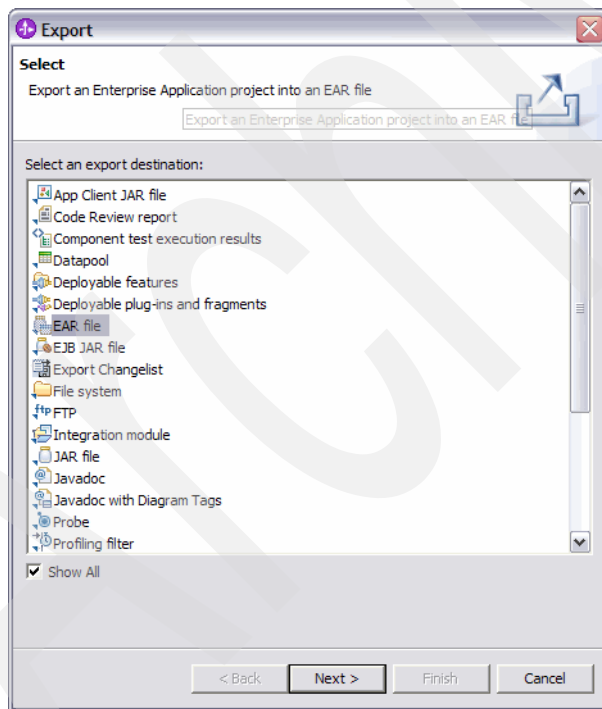 Export
Select
Export an Enterprise Application project into an EAR file
Export an Enterprise Application project into an EAR file
Select an export destination:
App Client JAR file
Code Review report
Component test execution results
Datapool
Deployable features
Deployable plug-ins and fragments
EAR file
EJB JAR file
Export Changelist
File system
ftp FTP
Integration module
JAR file
Javadoc
Javadoc with Diagram Tags
Probe
Profiling filter
Show All
< Back Next > Finish Cancel